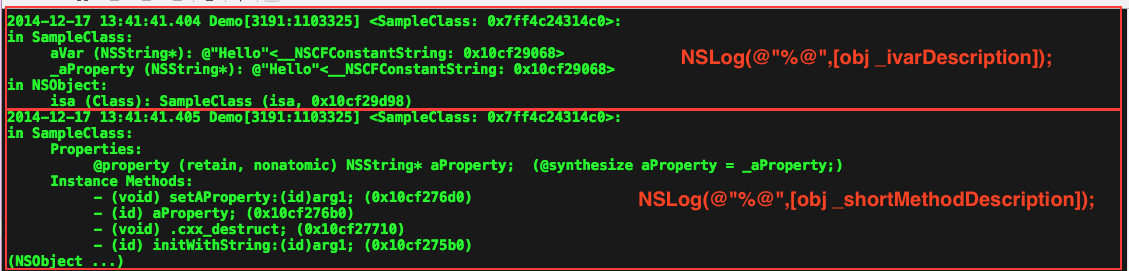 2014-12-17 13:41:41.404 Demo[3191:1103325] <SampleClass: 0x7ff4c24314c0>:
in SampleClass:
aVar (NSString*): @"Hello"<__NSCFConstantString: 0x10cf29068>
_aProperty (NSString*): @"Hello"<__NSCFConstantString: 0x10cf29068>
NSLog(@"%@",[obj _ivarDescription]);
in NSObject:
isa (Class): SampleClass (isa, 0x10cf29d98)
2014-12-17 13:41:41.405 Demo[3191:1103325] <SampleClass: 0x7ff4c24314c0>:
in SampleClass:
Properties:
@property (retain, nonatomic) NSString* aProperty;  (@synthesize aProperty = _aProperty;)
Instance Methods:
- (void) setAProperty:(id)arg1; (0x10cf276d0)
NSLog(@"%@",[obj _shortMethodDescription]);
- (id) aProperty; (0x10cf276b0)
- (void) .cxx_destruct; (0x10cf27710)
- (id) initWithString:(id)arg1; (0x10cf275b0)
(NSObject ...)